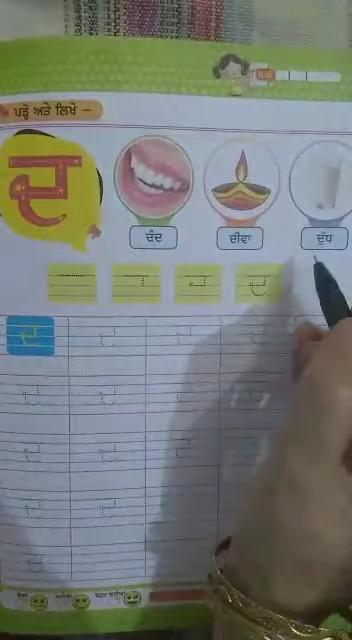 ਮਿਤੀ
ਪੜ੍ਹੋ ਅਤੇ ਲਿਖੋ –
ਦ
ਦੰਦ ਦੀਵਾ ਦੁੱਧ
ਦ
ਦ ਦ ਦ ਦ
ਦ ਦ ਦ ਦ
ਦ ਦ ਦ
ਦ ਦ
ਦ